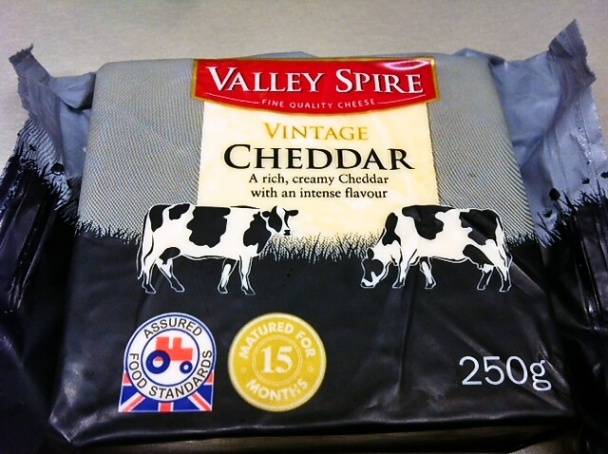 VALLEY SPIRE
FINE QUALITY CHEESE
VINTAGE
CHEDDAR
A rich, creamy Cheddar
with an intense flavour
ASSURED
FOOD STANDARDS
MATURED FOR
15
MONTHS
250g